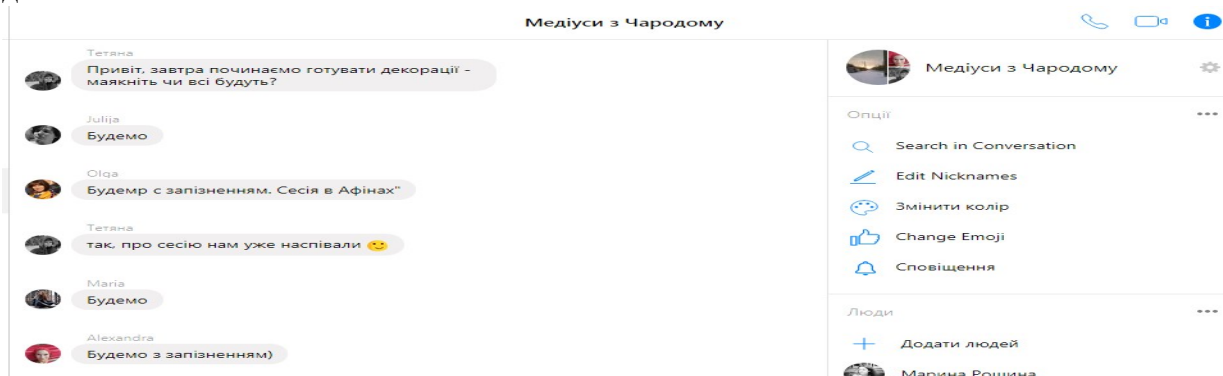 Медіуси з Чародому
Тетяна
Привіт, завтра починаємо готувати декорації -
маякніть чи всі будуть?
Julija
Будемо
Olga
Будемр с запізненням. Сесія в Афінах"
Тетяна
так, про сесію нам уже наспівали 🙂
Maria
Будемо
Alexandra
Будемо з запізненням)
Медіуси з Чародому
Опції
Search in Conversation
Edit Nicknames
Змінити колір
Change Emoji
Сповіщення
Люди
Додати людей
Марина Рощина